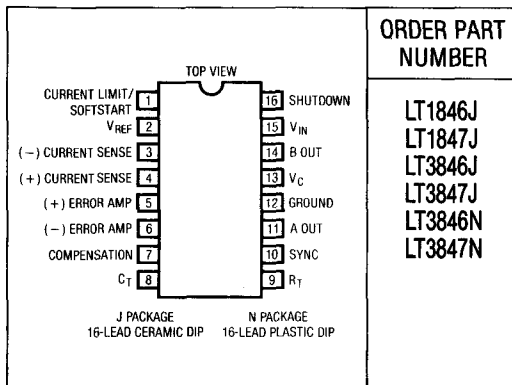 TOP VIEW
CURRENT LIMIT/
SOFTSTART
1
16 SHUTDOWN
VREF 2
15 VIN
(−) CURRENT SENSE 3
14 B OUT
(+) CURRENT SENSE 4
13 VC
(+) ERROR AMP 5
12 GROUND
(−) ERROR AMP 6
11 A OUT
COMPENSATION 7
10 SYNC
CT 8
9 RT
J PACKAGE
16-LEAD CERAMIC DIP
N PACKAGE
16-LEAD PLASTIC DIP
ORDER PART
NUMBER
LT1846J
LT1847J
LT3846J
LT3847J
LT3846N
LT3847N